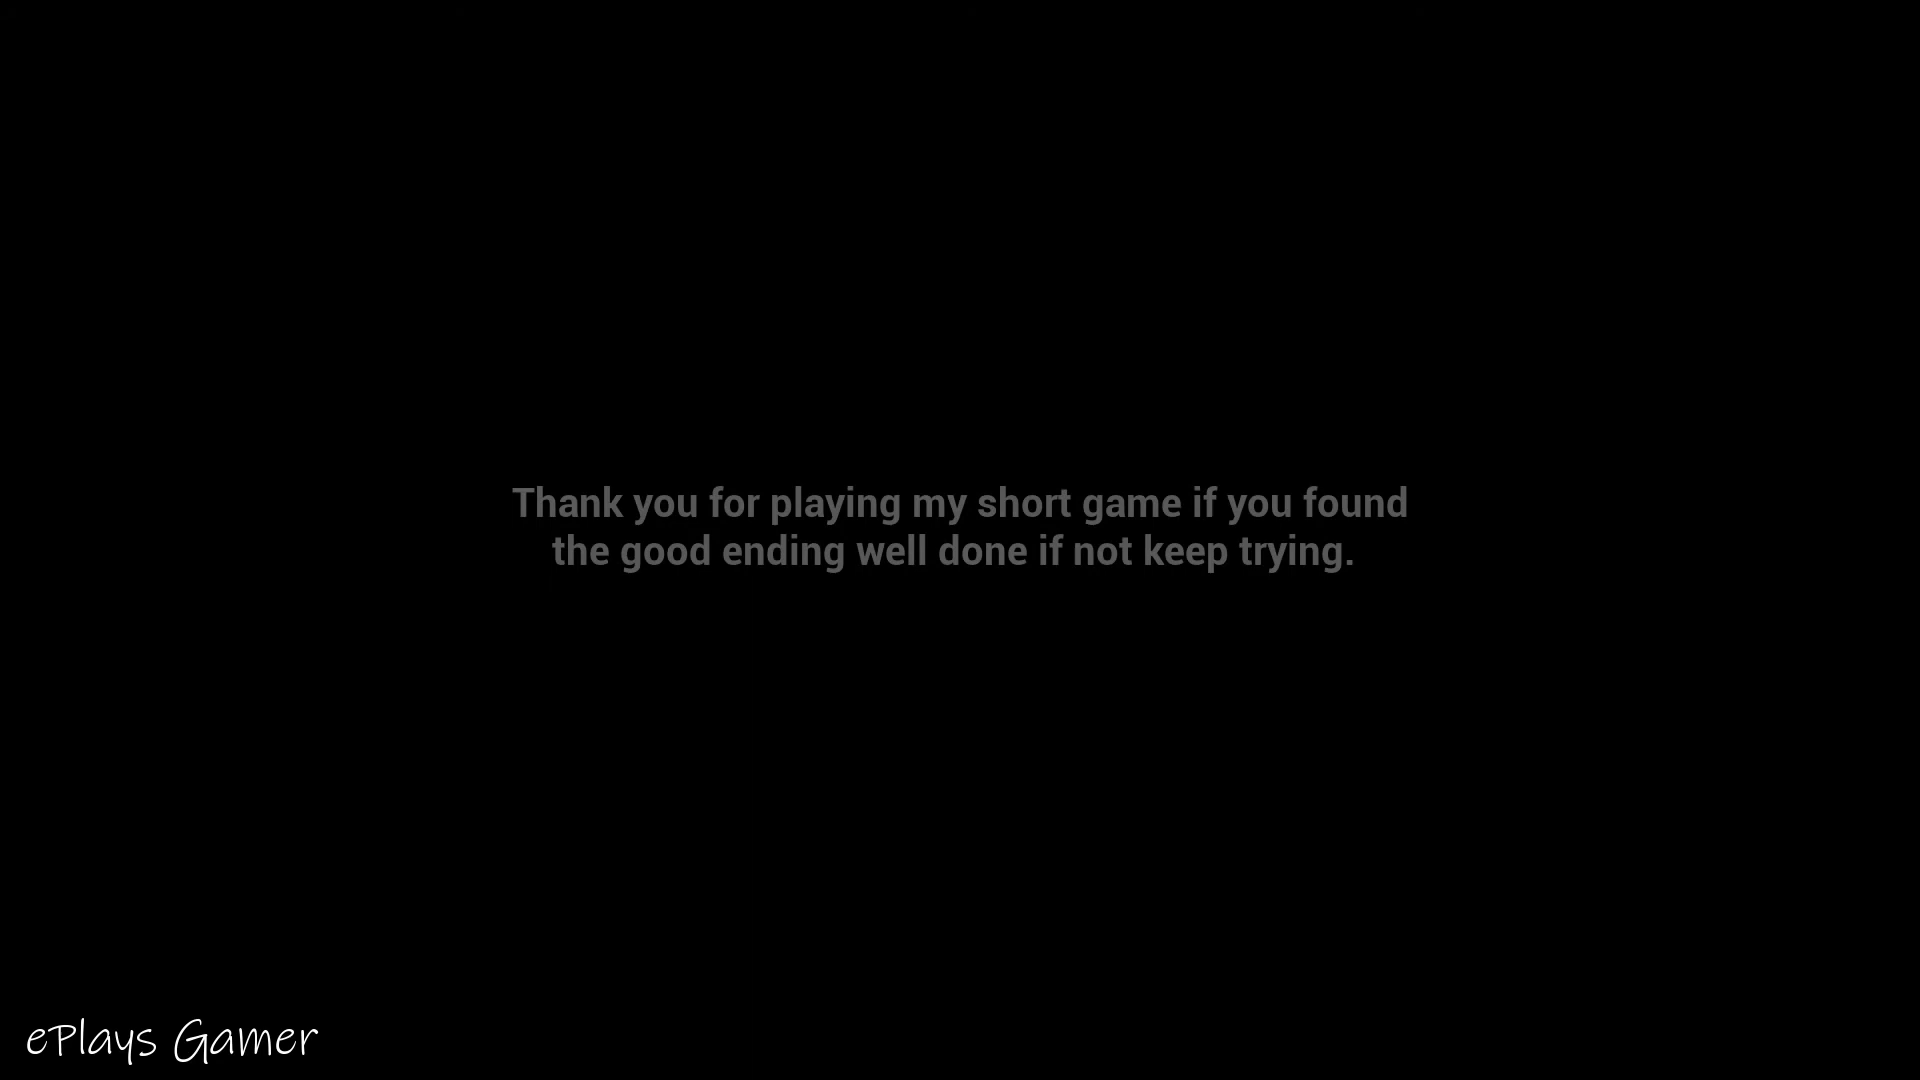 Thank you for playing my short game if you found
the good ending well done if not keep trying.
ePlays Gamer